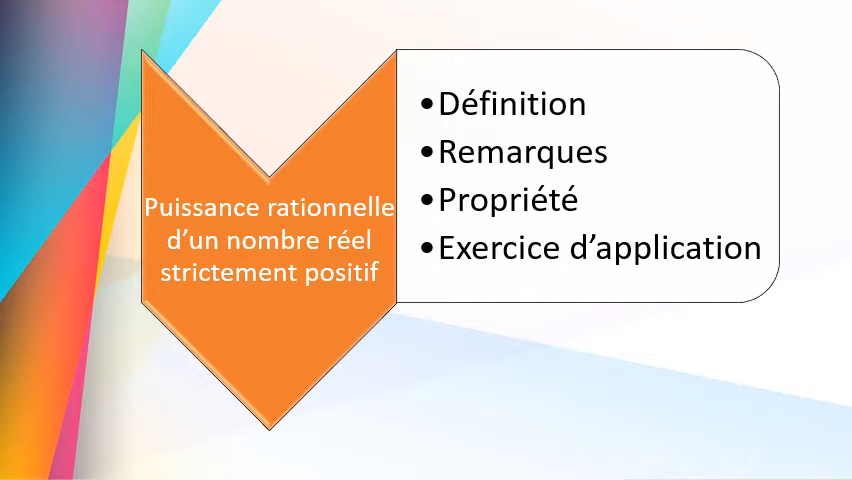 Puissance rationnelle
d’un nombre réel
strictement positif
•Définition
•Remarques
•Propriété
•Exercice d’application